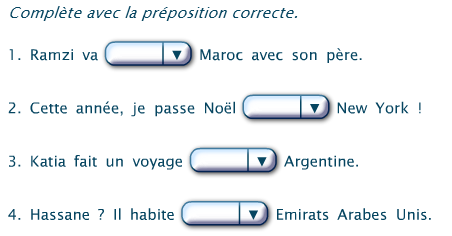 Complète avec la préposition correcte.
1. Ramzi va ▼ Maroc avec son père.
2. Cette année, je passe Noël ▼ New York !
3. Katia fait un voyage ▼ Argentine.
4. Hassane ? Il habite ▼ Emirats Arabes Unis.